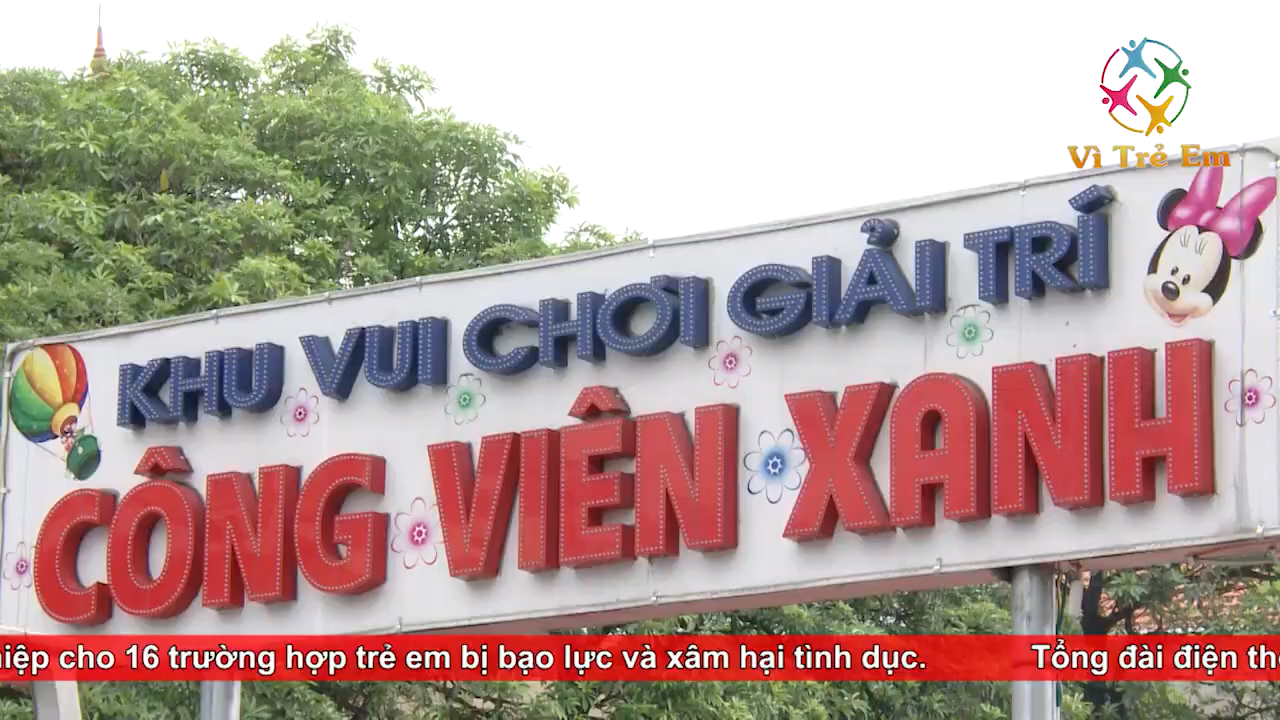 Vì Trẻ Em
KHU VUI CHƠI GIẢI TRÍ
CÔNG VIÊN XANH
cho 16 trường hợp trẻ em bị bạo lực và xâm hại tình dục. Tổng đài điện